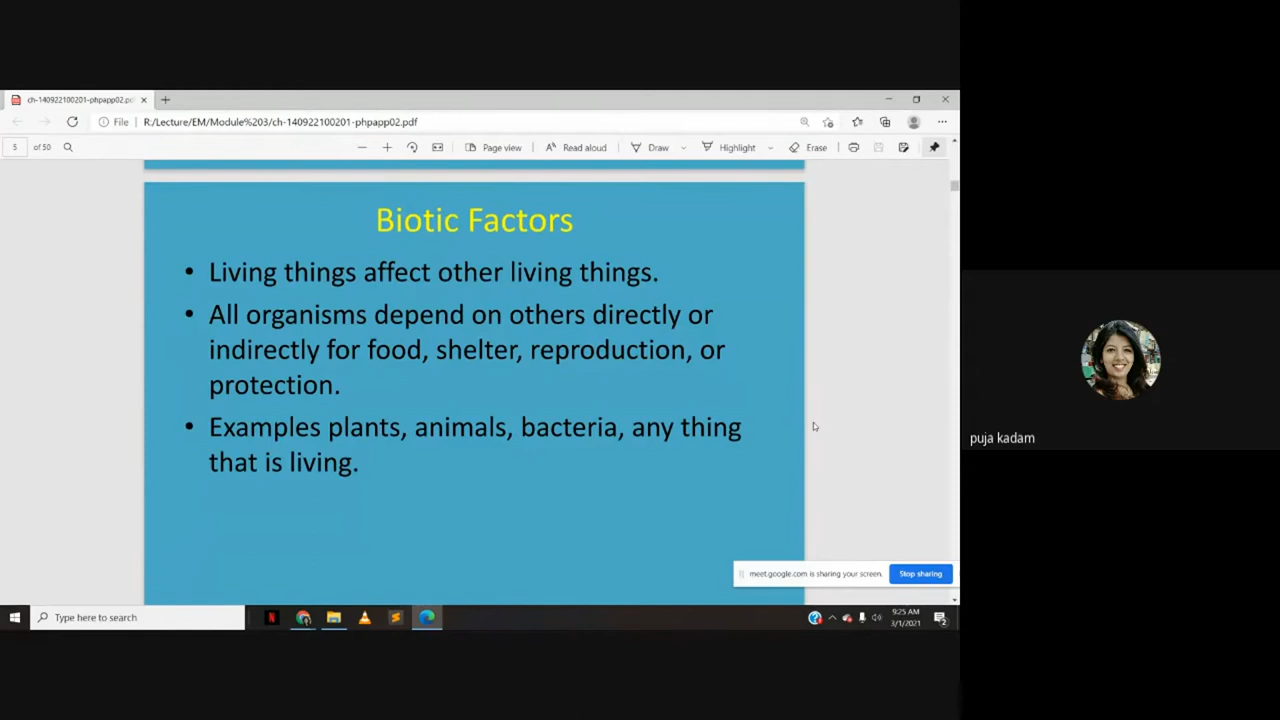 ch-140922100201-phpapp02.pd
File
R:/Lecture/EM/Module%203/ch-140922100201-phpapp02.pdf
5 of 50
Page view
Read aloud
Draw
Highlight
Erase
Biotic Factors
• Living things affect other living things.
• All organisms depend on others directly or
indirectly for food, shelter, reproduction, or
protection.
• Examples plants, animals, bacteria, any thing
that is living.
puja kadam
meet.google.com is sharing your screen.
Stop sharing
Type here to search
9:25 AM
3/1/2021